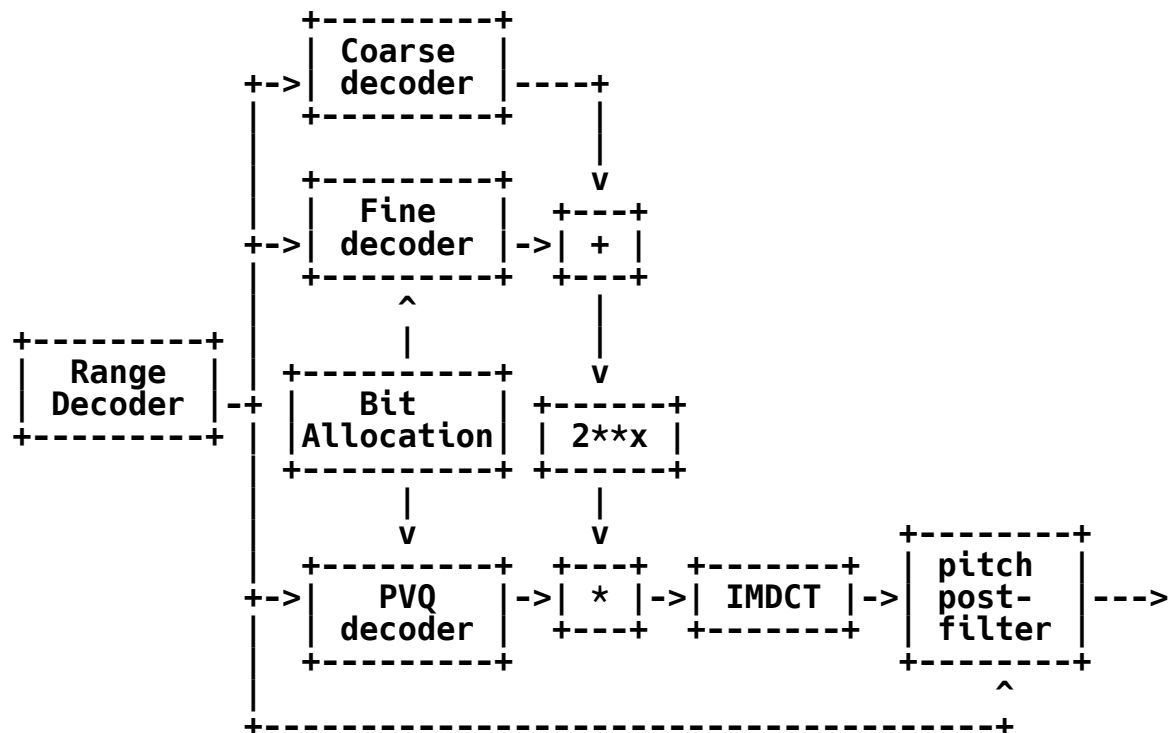 Coarse
decoder
Fine
decoder
+
Range
Decoder
Bit
Allocation
2**x
PVQ
decoder
*
IMDCT
pitch
post-
filter